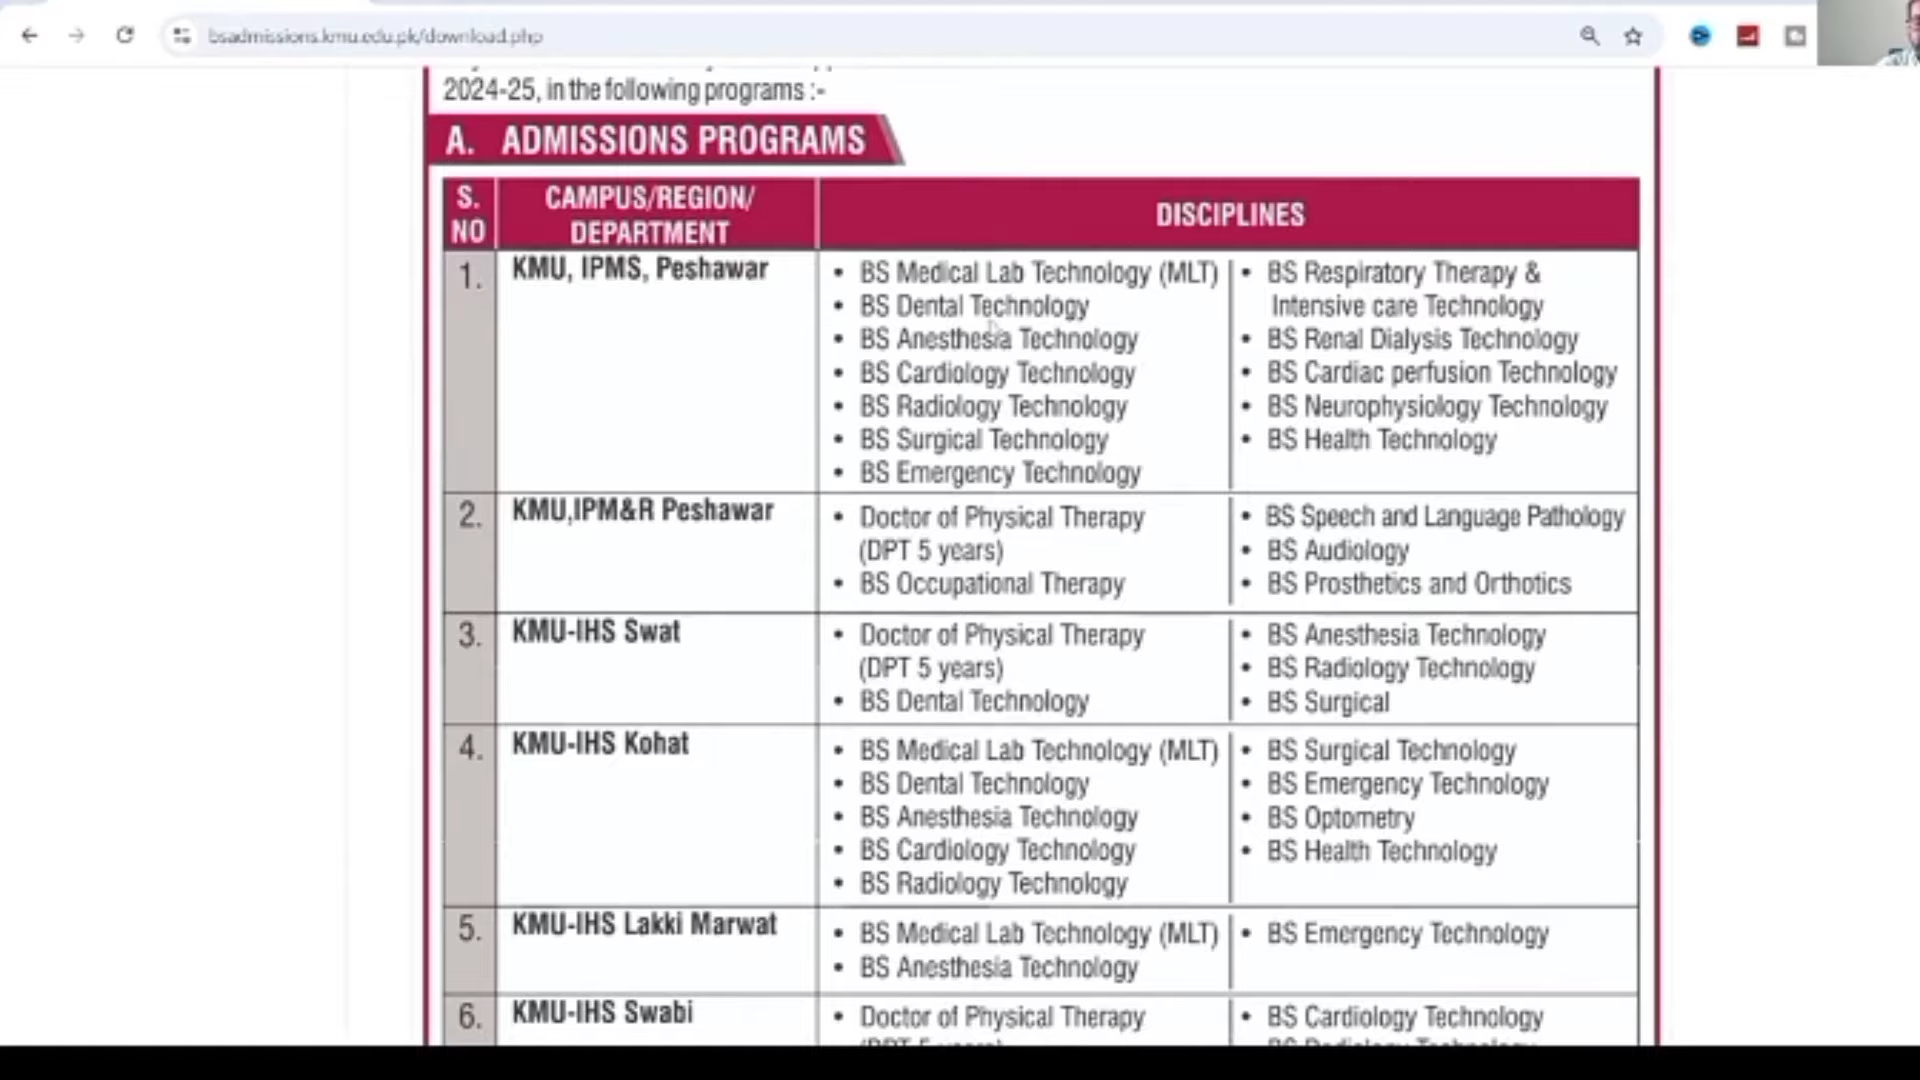 bsadmissions.kmu.edu.pk/download.php
2024-25, in the following programs :-
A. ADMISSIONS PROGRAMS
S. NO
CAMPUS/REGION/
DEPARTMENT
DISCIPLINES
1.
KMU, IPMS, Peshawar
• BS Medical Lab Technology (MLT)
• BS Dental Technology
• BS Anesthesia Technology
• BS Cardiology Technology
• BS Radiology Technology
• BS Surgical Technology
• BS Emergency Technology
• BS Respiratory Therapy &
Intensive care Technology
• BS Renal Dialysis Technology
• BS Cardiac perfusion Technology
• BS Neurophysiology Technology
• BS Health Technology
2.
KMU,IPM&R Peshawar
• Doctor of Physical Therapy
(DPT 5 years)
• BS Occupational Therapy
• BS Speech and Language Pathology
• BS Audiology
• BS Prosthetics and Orthotics
3.
KMU-IHS Swat
• Doctor of Physical Therapy
(DPT 5 years)
• BS Dental Technology
• BS Anesthesia Technology
• BS Radiology Technology
• BS Surgical
4.
KMU-IHS Kohat
• BS Medical Lab Technology (MLT)
• BS Dental Technology
• BS Anesthesia Technology
• BS Cardiology Technology
• BS Radiology Technology
• BS Surgical Technology
• BS Emergency Technology
• BS Optometry
• BS Health Technology
5.
KMU-IHS Lakki Marwat
• BS Medical Lab Technology (MLT)
• BS Anesthesia Technology
• BS Emergency Technology
6.
KMU-IHS Swabi
• Doctor of Physical Therapy
• BS Cardiology Technology